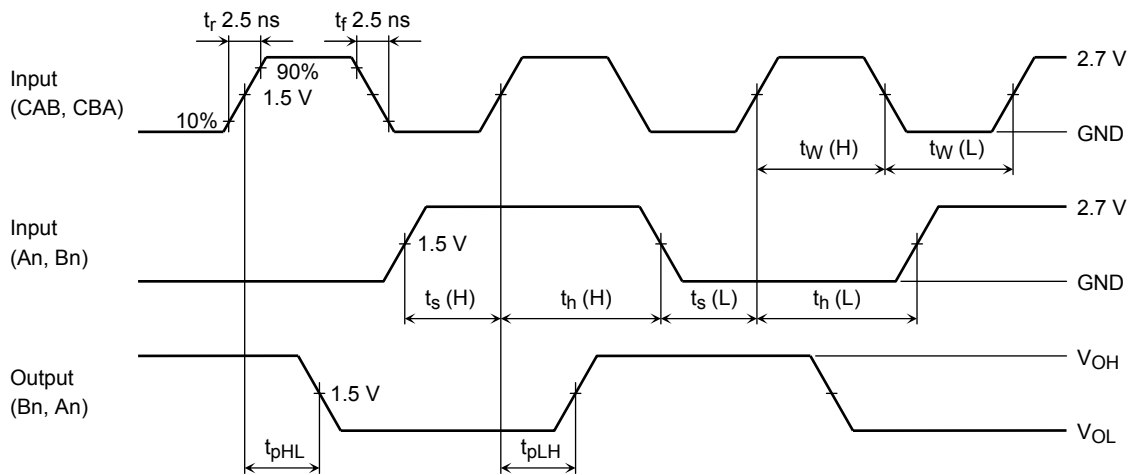 tr 2.5 ns
tf 2.5 ns
Input
(CAB, CBA)
90%
1.5 V
10%
2.7 V
GND
tW (H)
tW (L)
Input
(An, Bn)
1.5 V
2.7 V
GND
ts (H)
th (H)
ts (L)
th (L)
Output
(Bn, An)
1.5 V
VOH
VOL
tpHL
tpLH